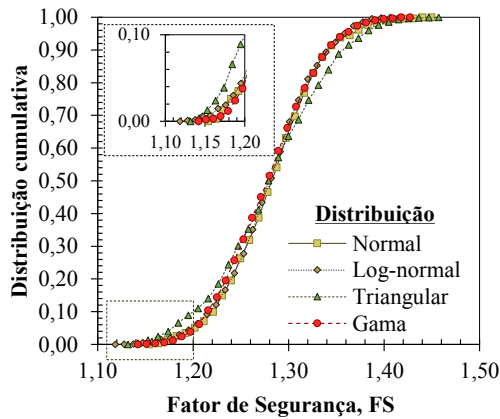 1,00
0,90
0,80
0,70
0,60
0,50
0,40
0,30
0,20
0,10
0,00
Distribuição cumulativa
0,10
0,00
1,10 1,15 1,20
Distribuição
Normal
Log-normal
Triangular
Gama
1,10 1,20 1,30 1,40 1,50
Fator de Segurança, FS